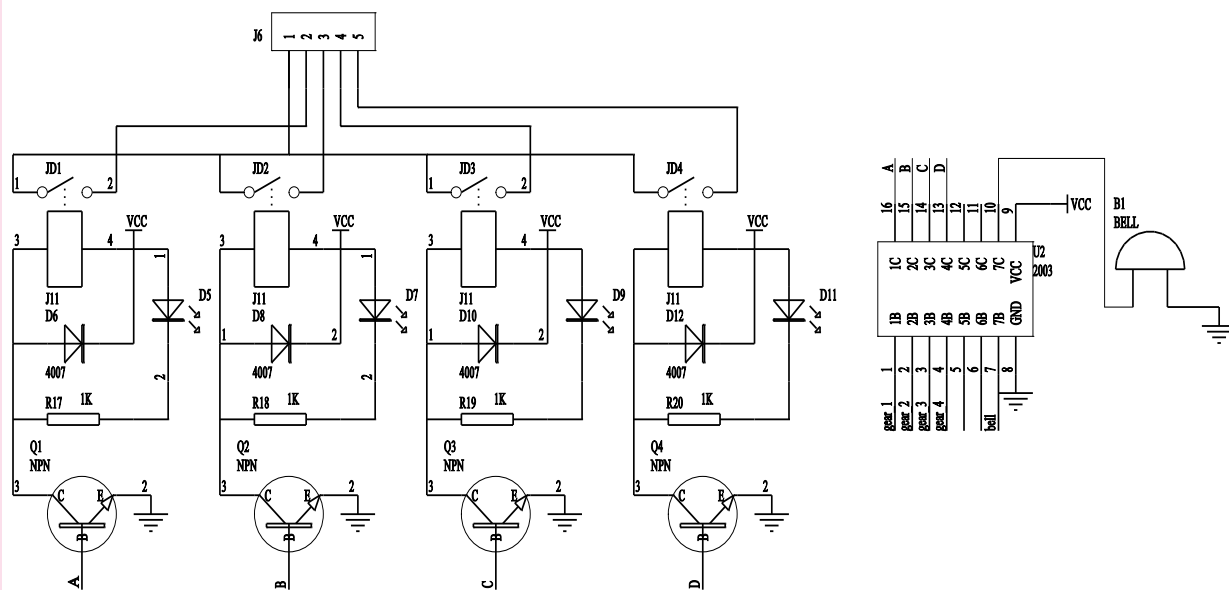 J6
1 2 3 4 5
JD1 JD2 JD3 JD4
1 2 1 2
VCC VCC VCC VCC
3 4 3 4 3 4
1 1
J11 J11 J11 J11
D6 D5 D8 D7 D10 D9 D12 D11
1 2 1 2
4007 4007 4007 4007
2 2
R17 1K R18 1K R19 1K R20 1K
Q1 Q2 Q3 Q4
NPN NPN NPN NPN
3 C E 2 3 C E 2 3 C E 2 3 C E 2
B B B B
A B C D
A B C D
16 15 14 13 12 11 10 9
VCC
B1
BELL
1C 2C 3C 4C 5C 6C 7C VCC
U2
2003
1B 2B 3B 4B 5B 6B 7B GND
1 2 3 4 5 6 7 8
gear 1 gear 2 gear 3 gear 4 bell